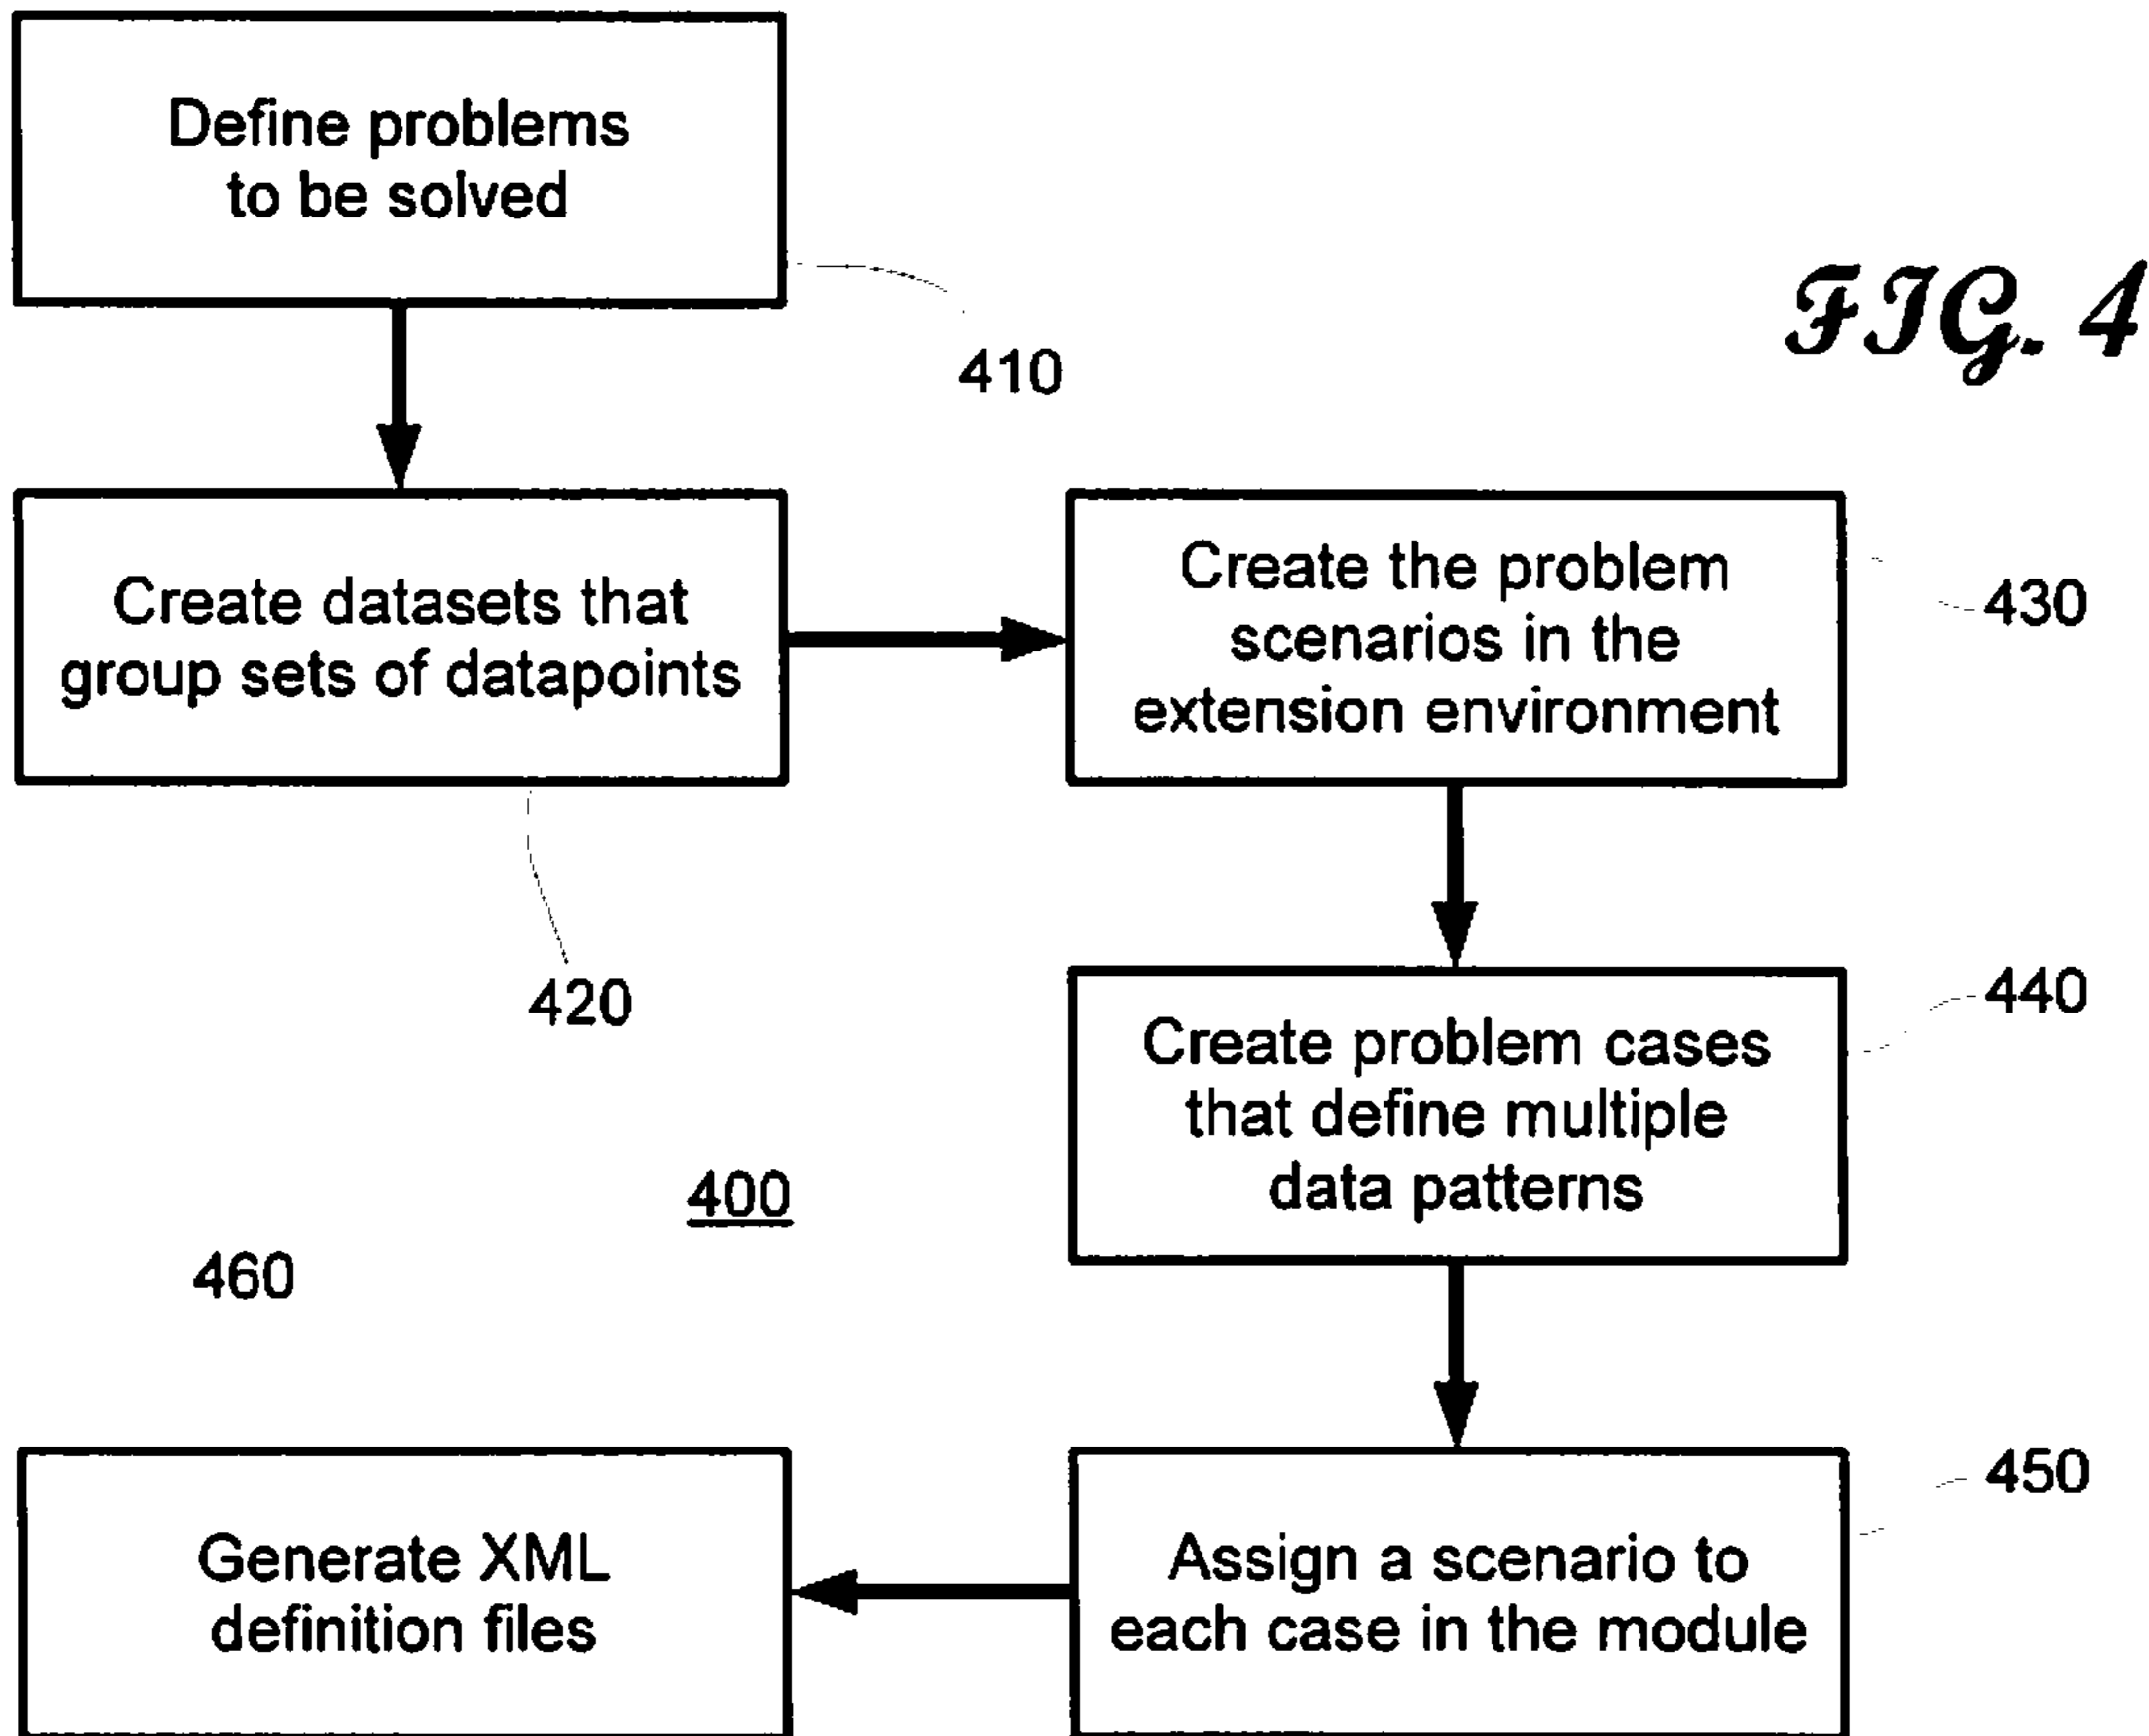 Define problems
to be solved
410
FIG. 4
Create datasets that
group sets of datapoints
420
Create the problem
scenarios in the
extension environment
430
Create problem cases
that define multiple
data patterns
440
400
460
Generate XML
definition files
Assign a scenario to
each case in the module
450